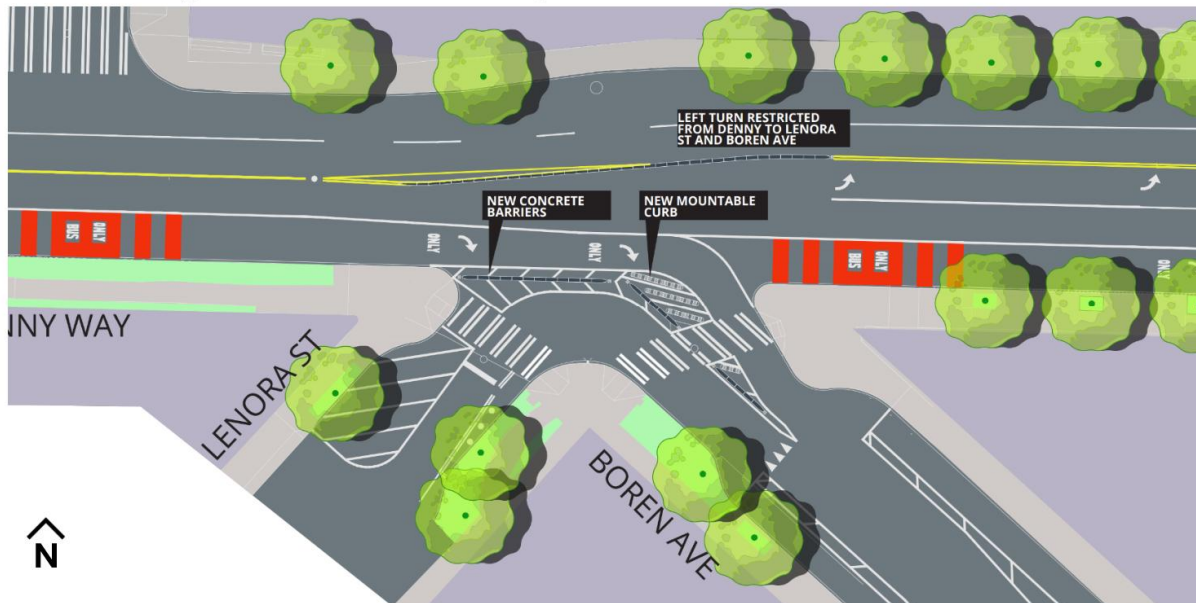 LEFT TURN RESTRICTED
FROM DENNY TO LENORA
ST AND BOREN AVE
NEW CONCRETE
BARRIERS
NEW MOUNTABLE
CURB
BUS
ONLY
ONLY
ONLY
BUS
ONLY
ONLY
NNY WAY
LENORA ST
BOREN AVE
N